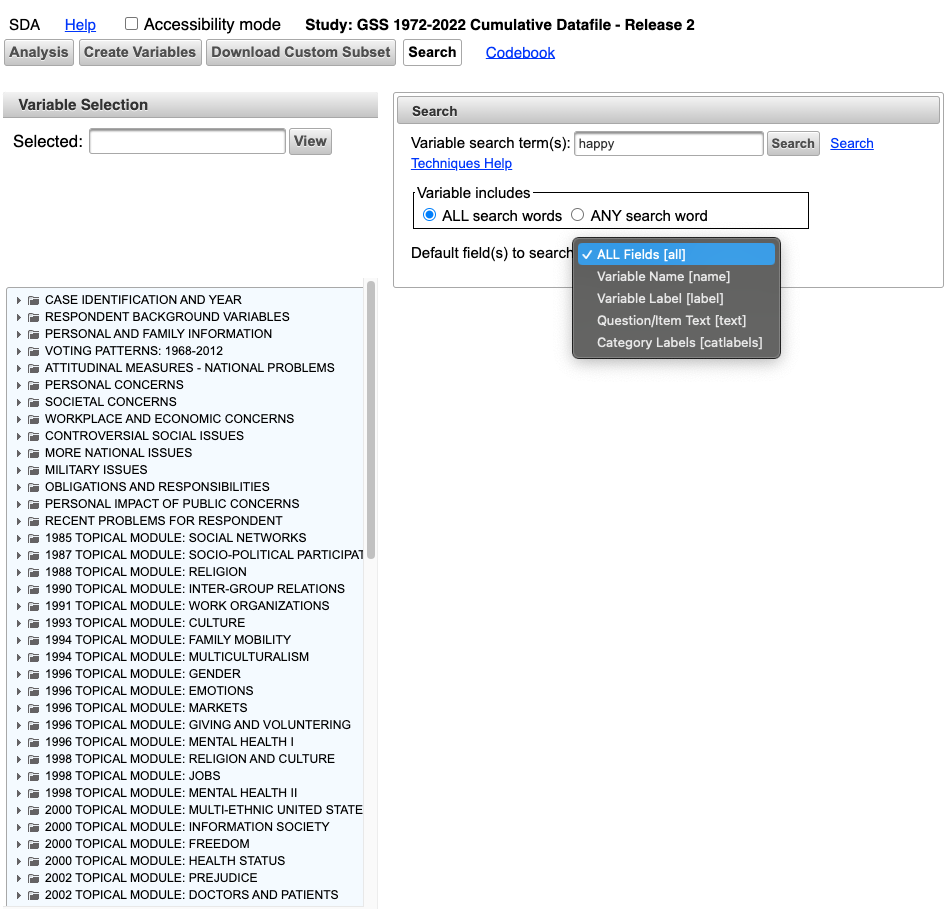 SDA Help Accessibility mode Study: GSS 1972-2022 Cumulative Datafile - Release 2
Analysis Create Variables Download Custom Subset Search Codebook
Variable Selection
Selected: View
CASE IDENTIFICATION AND YEAR
RESPONDENT BACKGROUND VARIABLES
PERSONAL AND FAMILY INFORMATION
VOTING PATTERNS: 1968-2012
ATTITUDINAL MEASURES - NATIONAL PROBLEMS
PERSONAL CONCERNS
SOCIETAL CONCERNS
WORKPLACE AND ECONOMIC CONCERNS
CONTROVERSIAL SOCIAL ISSUES
MORE NATIONAL ISSUES
MILITARY ISSUES
OBLIGATIONS AND RESPONSIBILITIES
PERSONAL IMPACT OF PUBLIC CONCERNS
RECENT PROBLEMS FOR RESPONDENT
1985 TOPICAL MODULE: SOCIAL NETWORKS
1987 TOPICAL MODULE: SOCIO-POLITICAL PARTICIPAT
1988 TOPICAL MODULE: RELIGION
1990 TOPICAL MODULE: INTER-GROUP RELATIONS
1991 TOPICAL MODULE: WORK ORGANIZATIONS
1993 TOPICAL MODULE: CULTURE
1994 TOPICAL MODULE: FAMILY MOBILITY
1994 TOPICAL MODULE: MULTICULTURALISM
1996 TOPICAL MODULE: GENDER
1996 TOPICAL MODULE: EMOTIONS
1996 TOPICAL MODULE: MARKETS
1996 TOPICAL MODULE: GIVING AND VOLUNTERING
1996 TOPICAL MODULE: MENTAL HEALTH I
1998 TOPICAL MODULE: RELIGION AND CULTURE
1998 TOPICAL MODULE: JOBS
1998 TOPICAL MODULE: MENTAL HEALTH II
2000 TOPICAL MODULE: MULTI-ETHNIC UNITED STATE
2000 TOPICAL MODULE: INFORMATION SOCIETY
2000 TOPICAL MODULE: FREEDOM
2000 TOPICAL MODULE: HEALTH STATUS
2002 TOPICAL MODULE: PREJUDICE
2002 TOPICAL MODULE: DOCTORS AND PATIENTS
Search
Variable search term(s): happy Search Search
Techniques Help
Variable includes
ALL search words ANY search word
Default field(s) to search
✓ ALL Fields [all]
Variable Name [name]
Variable Label [label]
Question/Item Text [text]
Category Labels [catlabels]